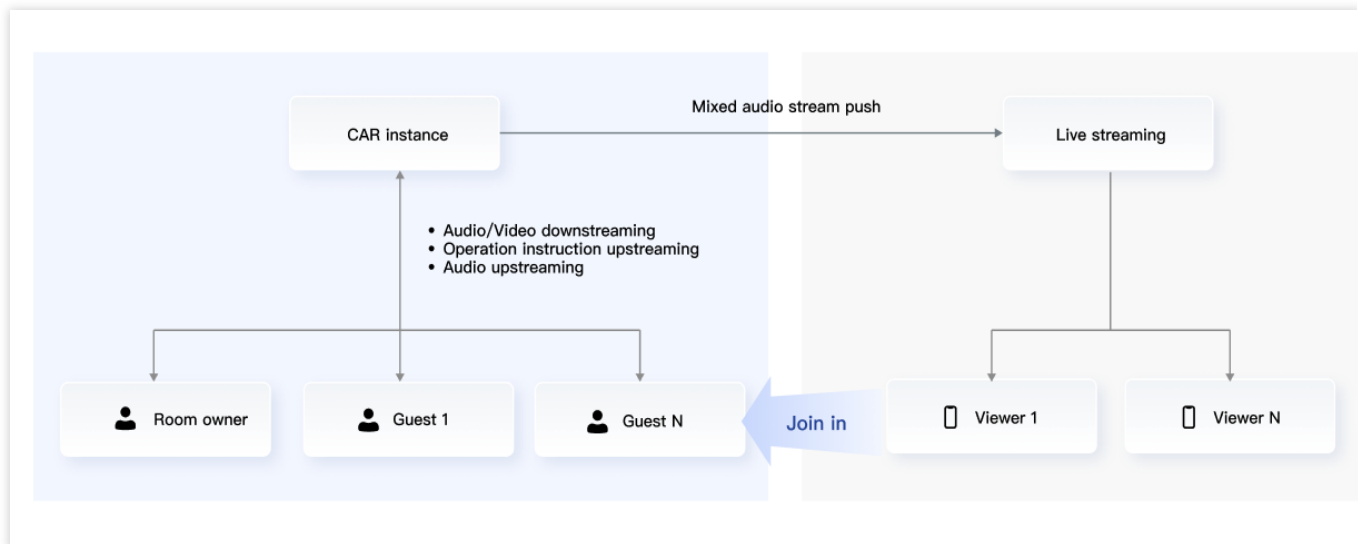 Mixed audio stream push
CAR instance
Live streaming
• Audio/Video downstreaming
• Operation instruction upstreaming
• Audio upstreaming
Room owner
Guest 1
Guest N
Join in
Viewer 1
Viewer N